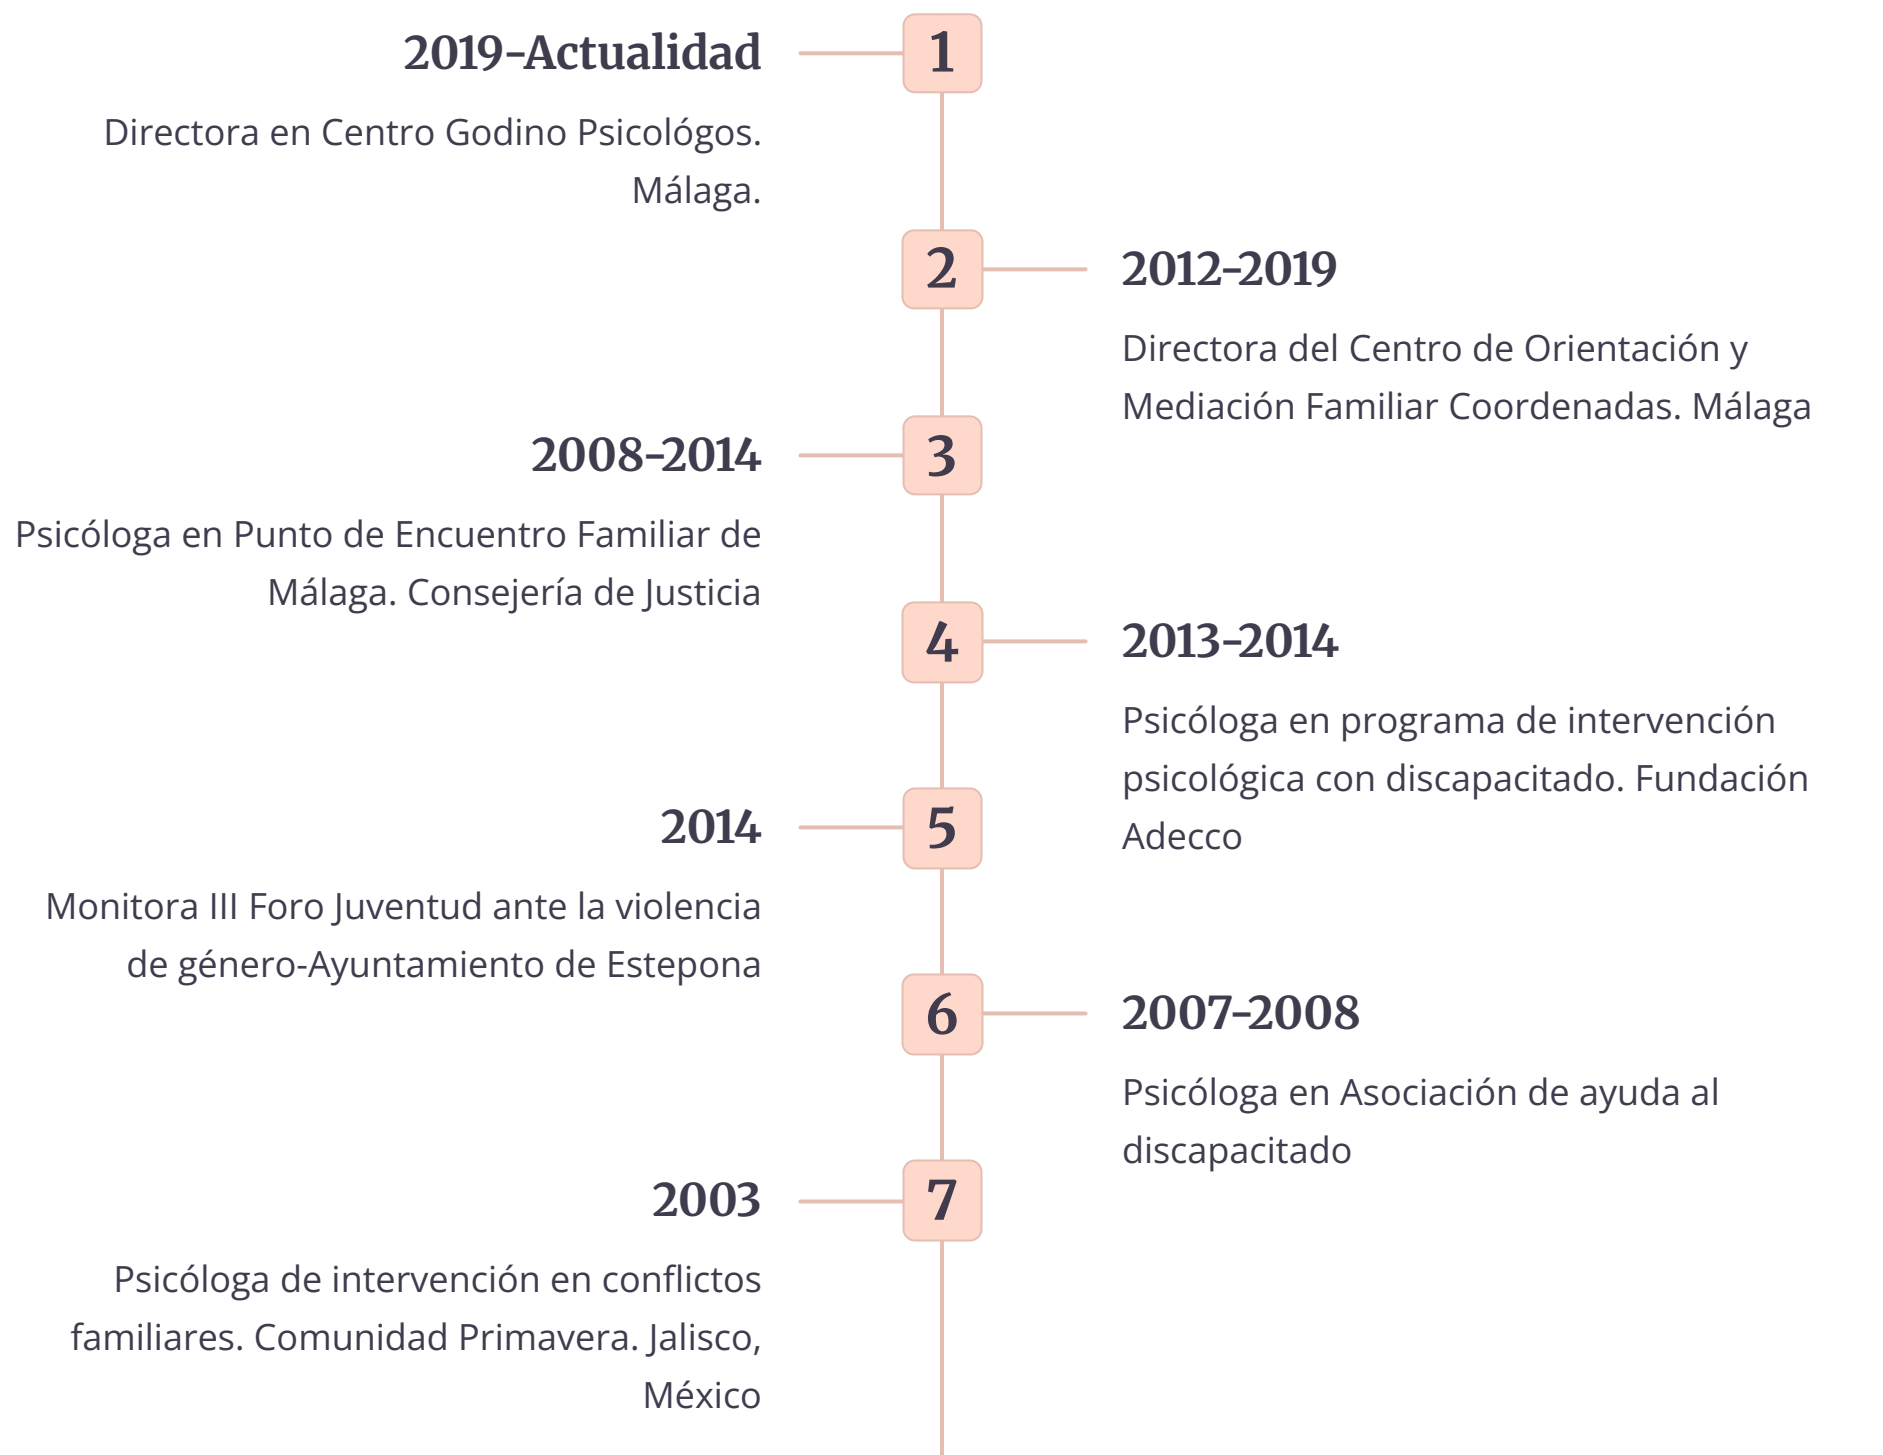 1
2019-Actualidad
Directora en Centro Godino Psicológos.
Málaga.
2
2012-2019
Directora del Centro de Orientación y
Mediación Familiar Coordenadas. Málaga
3
2008-2014
Psicóloga en Punto de Encuentro Familiar de
Málaga. Consejería de Justicia
4
2013-2014
Psicóloga en programa de intervención
psicológica con discapacitado. Fundación
Adecco
5
2014
Monitora III Foro Juventud ante la violencia
de género-Ayuntamiento de Estepona
6
2007-2008
Psicóloga en Asociación de ayuda al
discapacitado
7
2003
Psicóloga de intervención en conflictos
familiares. Comunidad Primavera. Jalisco,
México